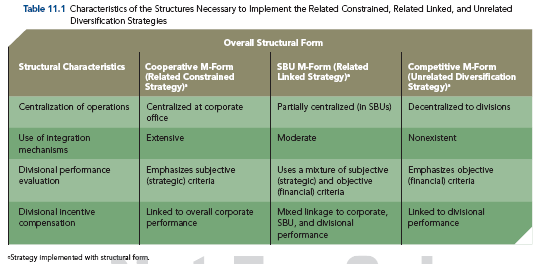 Table 11.1 Characteristics of the Structures Necessary to Implement the Related Constrained, Related Linked, and Unrelated
Diversification Strategies
Overall Structural Form
Structural Characteristics
Cooperative M-Form
(Related Constrained
Strategy)ᵃ
SBU M-Form (Related
Linked Strategy)ᵃ
Competitive M-Form
(Unrelated Diversification
Strategy)ᵃ
Centralization of operations
Centralized at corporate
office
Partially centralized (in SBUs)
Decentralized to divisions
Use of integration
mechanisms
Extensive
Moderate
Nonexistent
Divisional performance
evaluation
Emphasizes subjective
(strategic) criteria
Uses a mixture of subjective
(strategic) and objective
(financial) criteria
Emphasizes objective
(financial) criteria
Divisional incentive
compensation
Linked to overall corporate
performance
Mixed linkage to corporate,
SBU, and divisional
performance
Linked to divisional
performance
ᵃStrategy implemented with structural form.